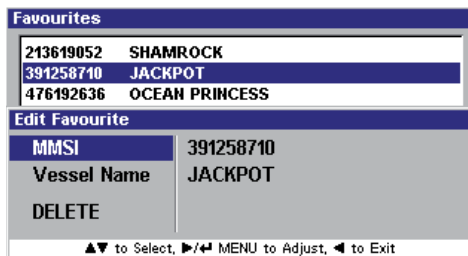 Favourites
213619052 SHAMROCK
391258710 JACKPOT
476192636 OCEAN PRINCESS
Edit Favourite
MMSI 391258710
Vessel Name JACKPOT
DELETE
▲▼ to Select, ▶/↵ MENU to Adjust, ◀ to Exit